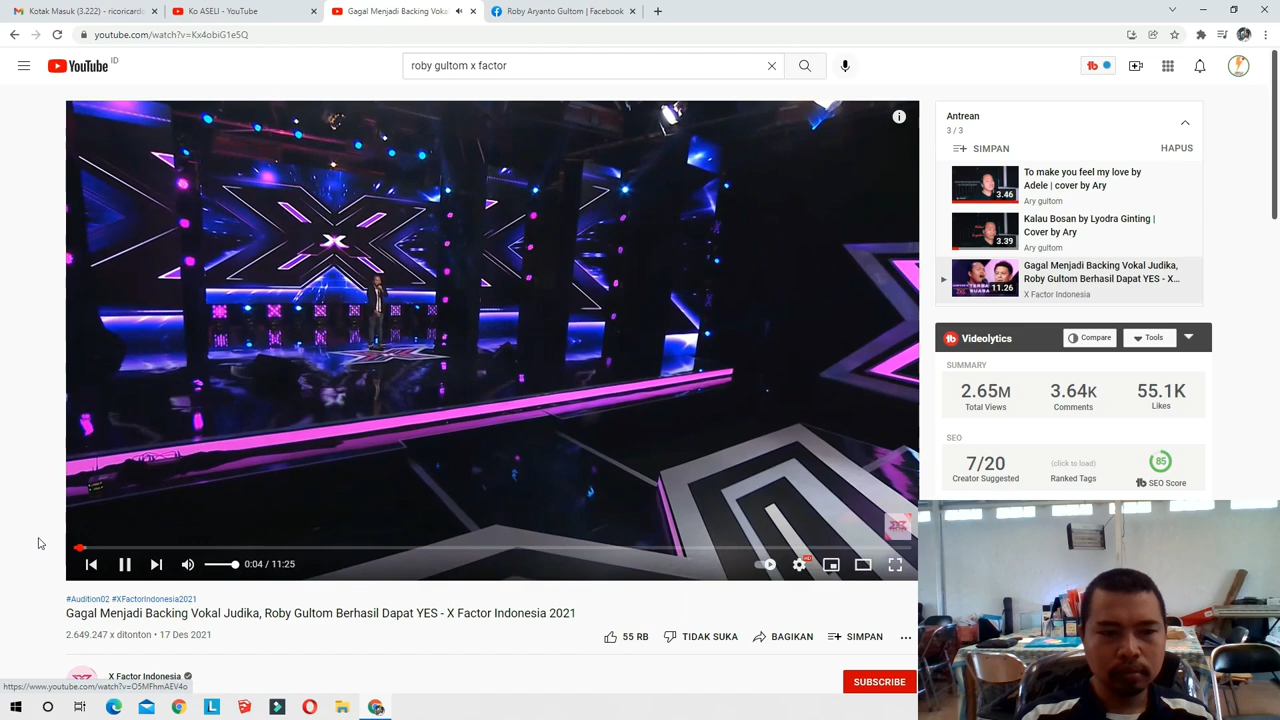 Kotak Masuk (3.222) - ricoricard
Ko ASELI - YouTube
Gagal Menjadi Backing Voka
Roby Aryanto Gultom | Facebook
youtube.com/watch?v=Kx4obiG1e5Q
YouTube ID
roby gultom x factor
tb
Antrean
3 / 3
SIMPAN
HAPUS
3.46
To make you feel my love by
Adele | cover by Ary
Ary gultom
3.39
Kalau Bosan by Lyodra Ginting |
Cover by Ary
Ary gultom
11.26
Gagal Menjadi Backing Vokal Judika,
Roby Gultom Berhasil Dapat YES - X...
X Factor Indonesia
tb Videolytics
Compare
Tools
SUMMARY
2.65M
3.64K
55.1K
Total Views
Comments
Likes
SEO
7/20
(click to load)
85
Creator Suggested
Ranked Tags
tb SEO Score
0:04 / 11:25
HD
#Audition02 #XFactorIndonesia2021
Gagal Menjadi Backing Vokal Judika, Roby Gultom Berhasil Dapat YES - X Factor Indonesia 2021
2.649.247 x ditonton • 17 Des 2021
55 RB
TIDAK SUKA
BAGIKAN
SIMPAN
X Factor Indonesia
SUBSCRIBE
https://www.youtube.com/watch?v=O5MFhmAEV4o